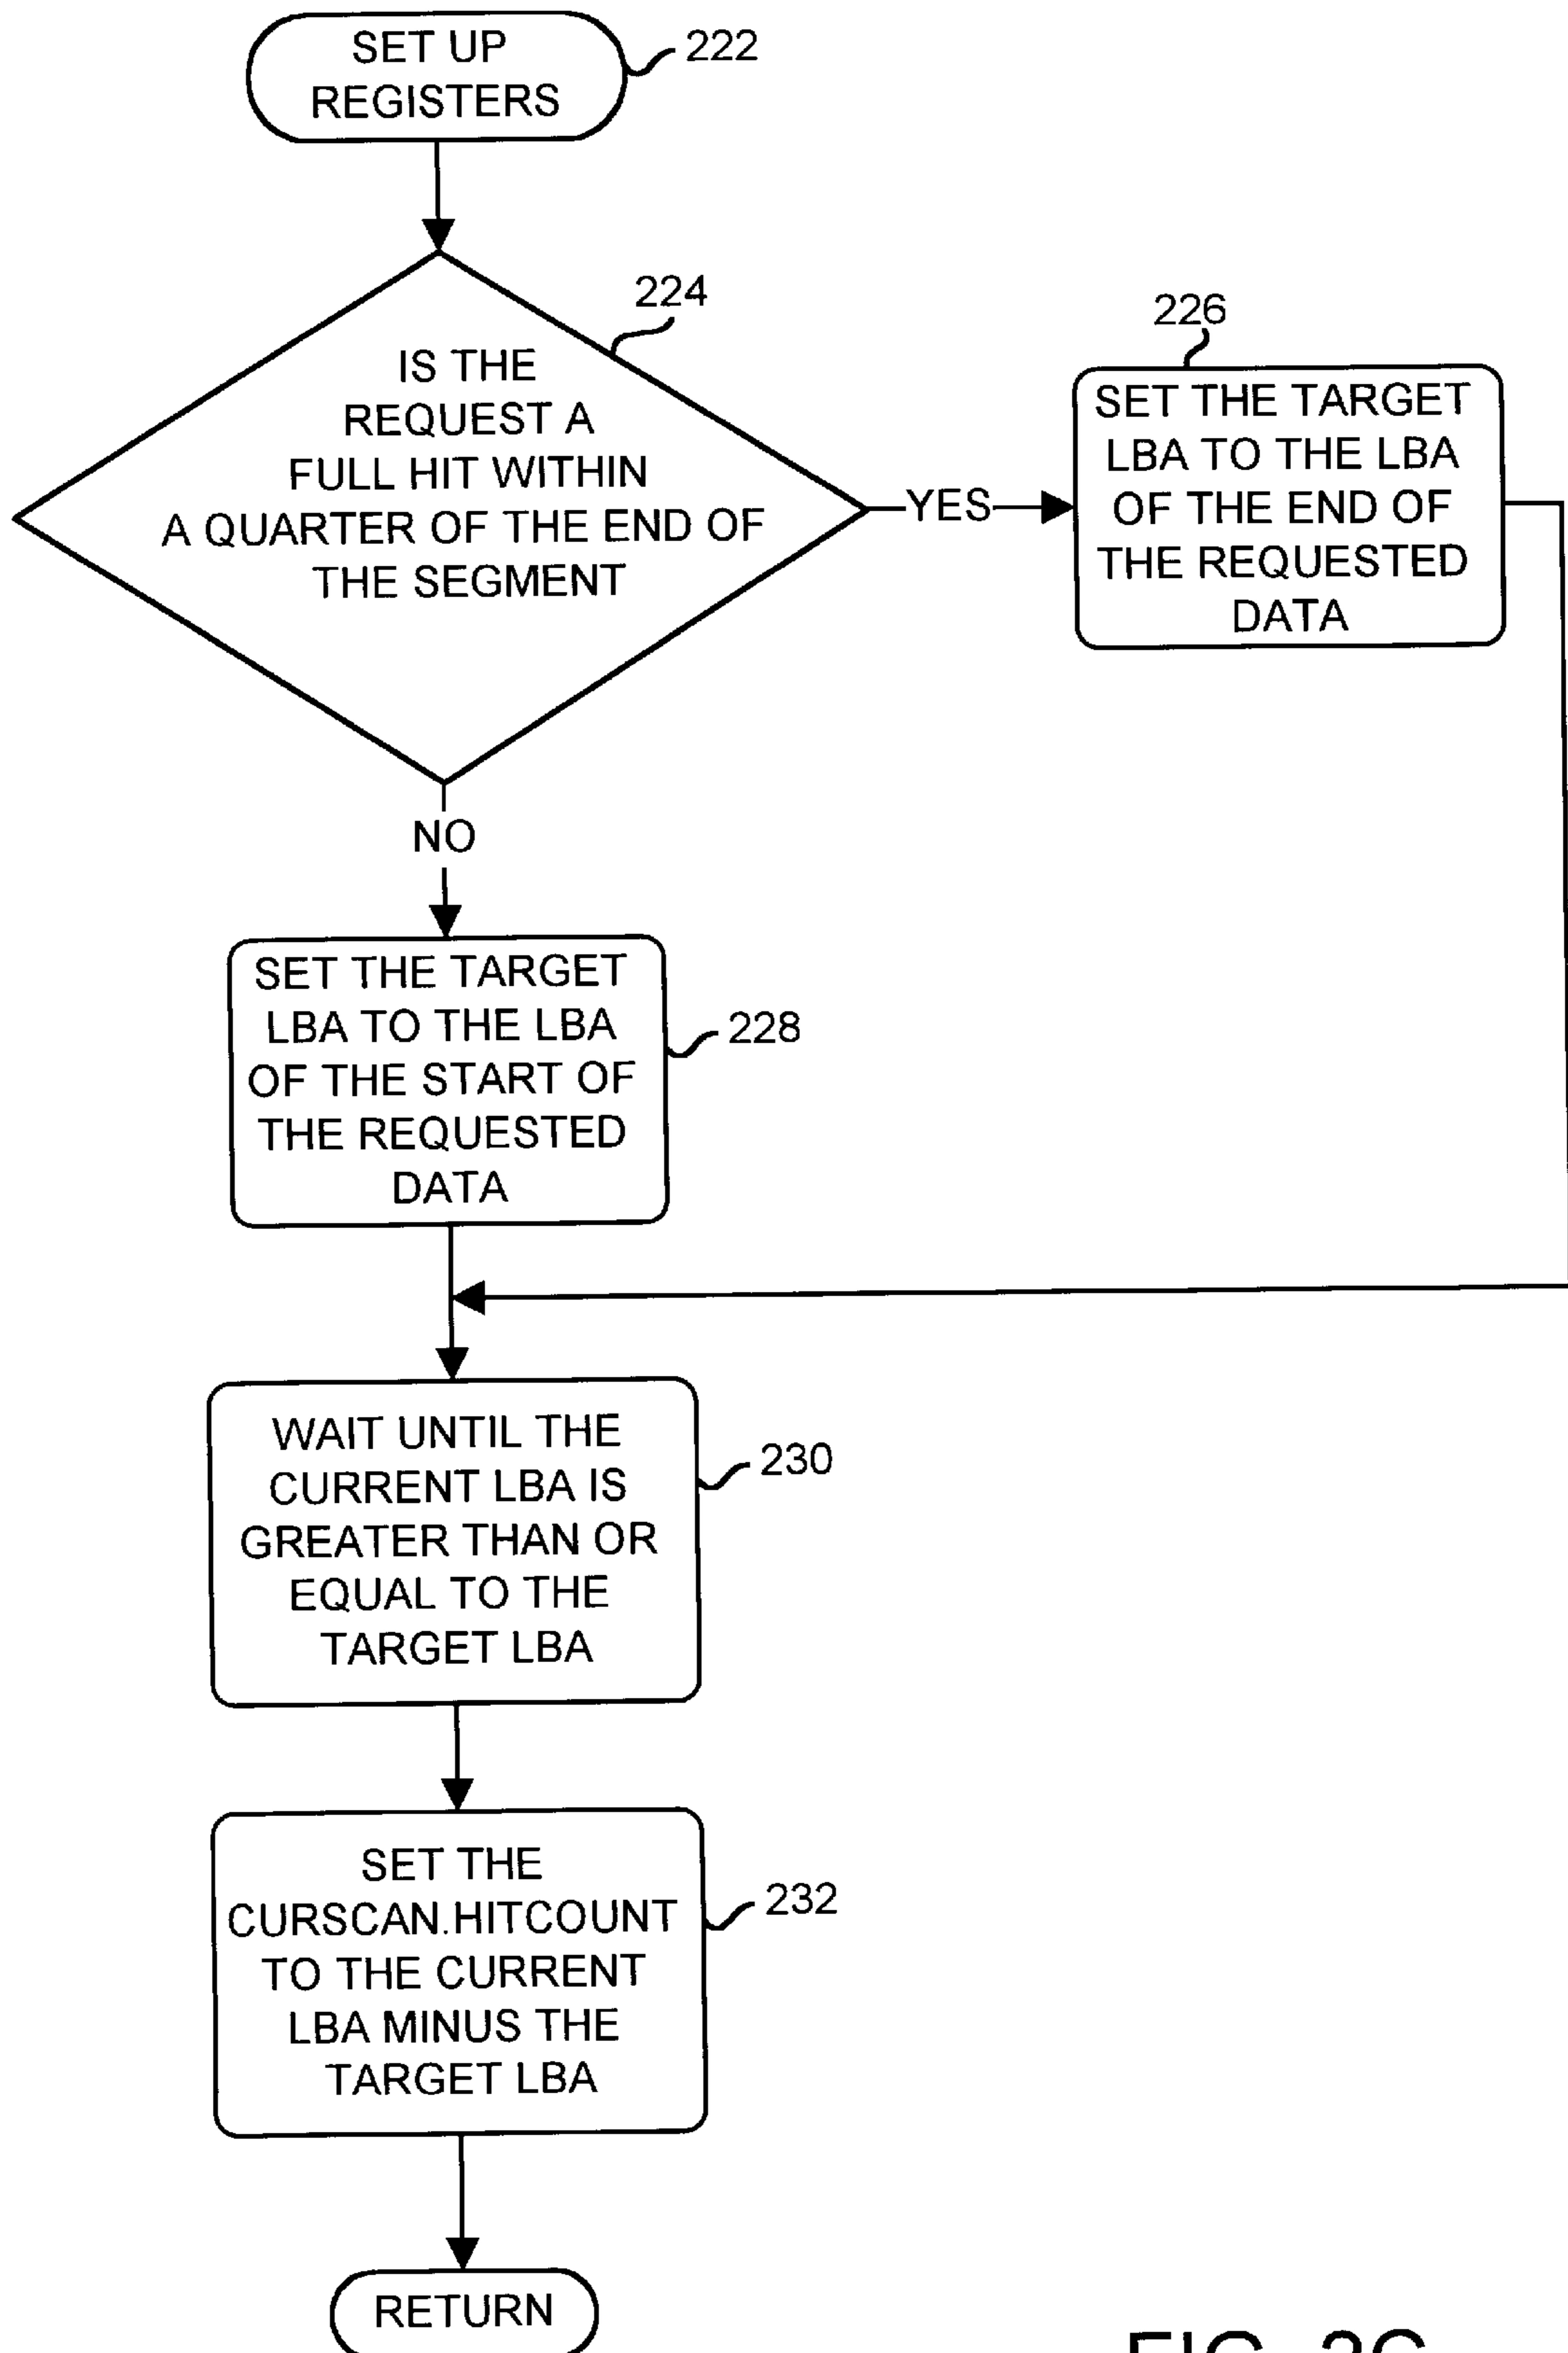 SET UP
REGISTERS
222
224
IS THE
REQUEST A
FULL HIT WITHIN
A QUARTER OF THE END OF
THE SEGMENT
YES
226
SET THE TARGET
LBA TO THE LBA
OF THE END OF
THE REQUESTED
DATA
NO
SET THE TARGET
LBA TO THE LBA
OF THE START OF
THE REQUESTED
DATA
228
WAIT UNTIL THE
CURRENT LBA IS
GREATER THAN OR
EQUAL TO THE
TARGET LBA
230
SET THE
CURSCAN.HITCOUNT
TO THE CURRENT
LBA MINUS THE
TARGET LBA
232
RETURN
FIG.